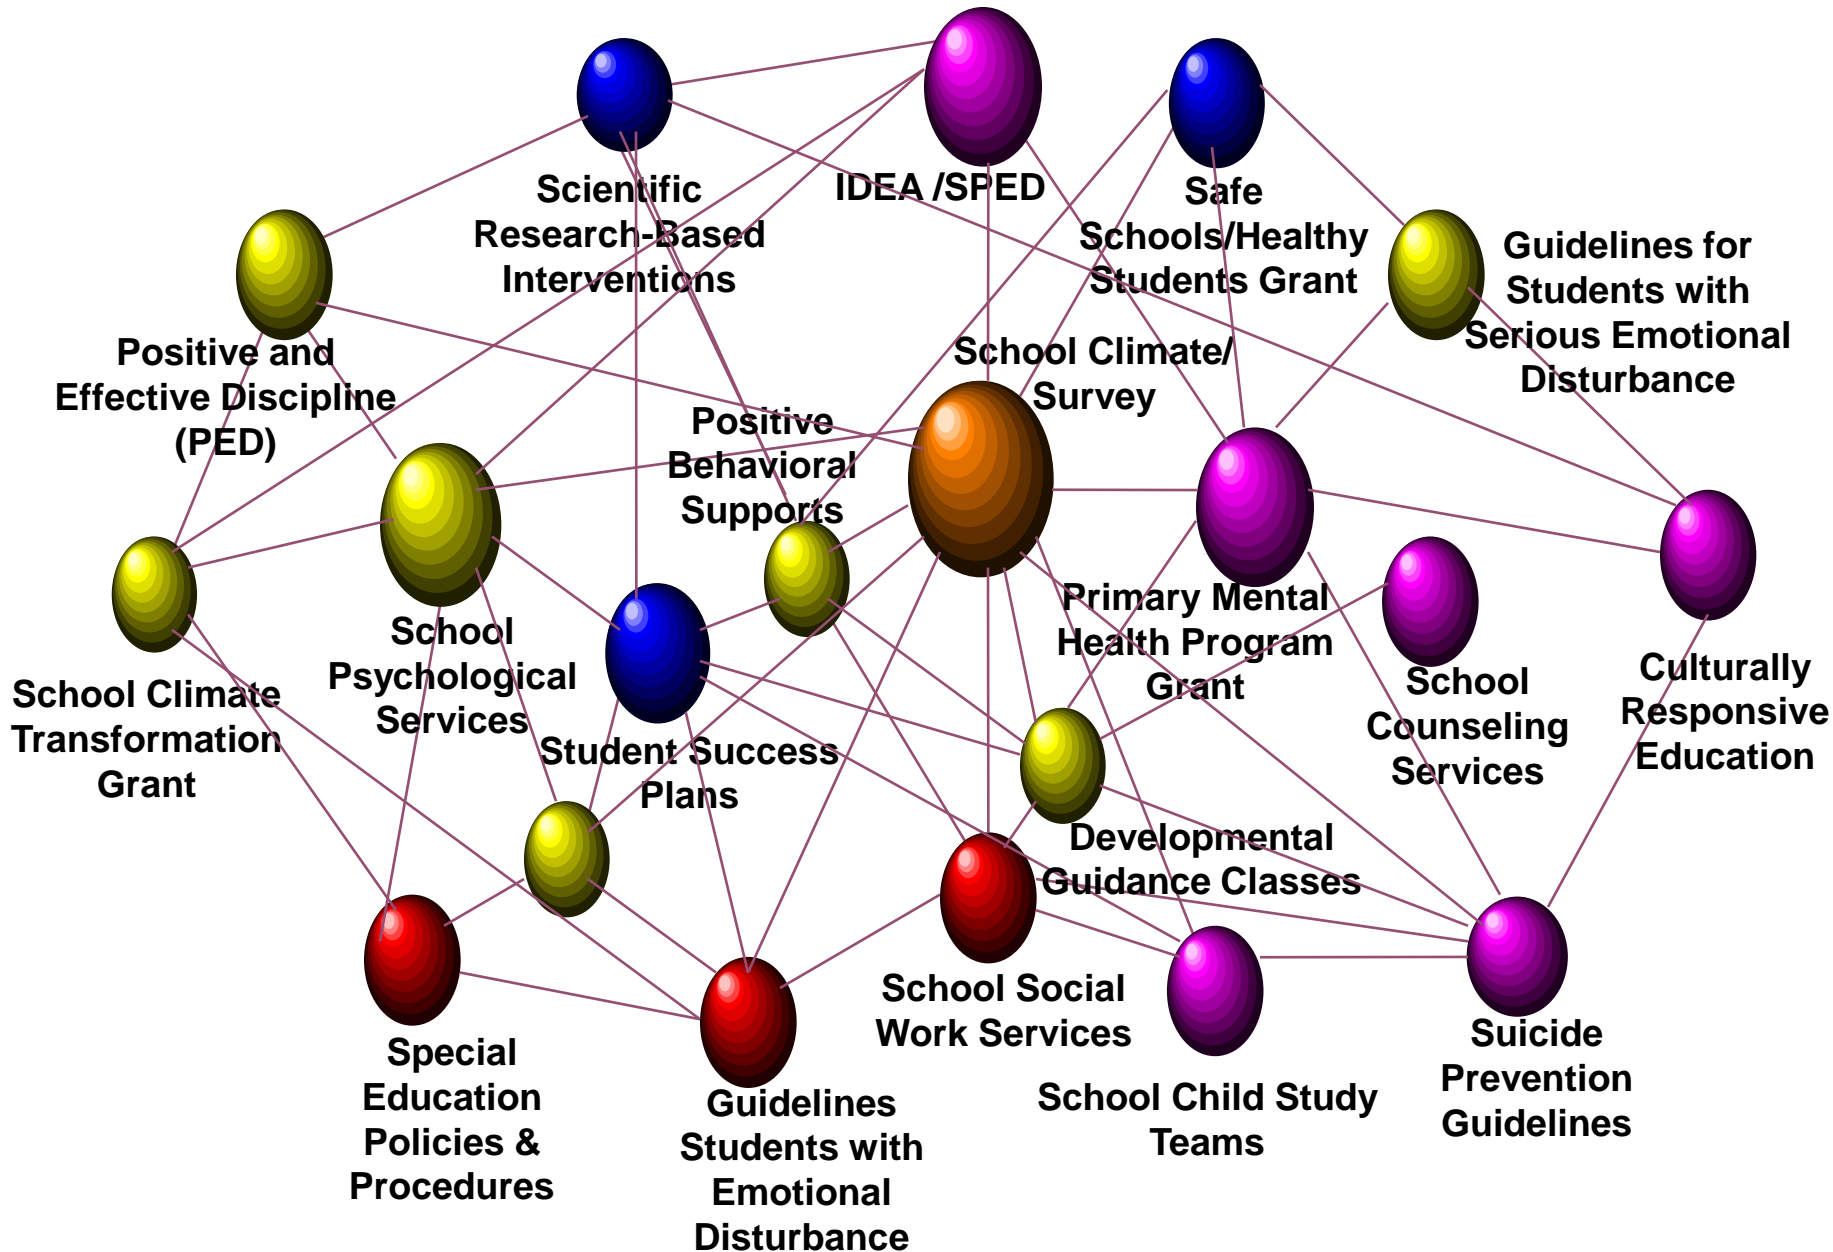 Scientific
Research-Based
Interventions
IDEA /SPED
Safe
Schools/Healthy
Students Grant
Guidelines for
Students with
Serious Emotional
Disturbance
Positive and
Effective Discipline
(PED)
School Climate/
Survey
Positive
Behavioral
Supports
School
Psychological
Services
Primary Mental
Health Program
Grant
School
Counseling
Services
Culturally
Responsive
Education
School Climate
Transformation
Grant
Student Success
Plans
Developmental
Guidance Classes
School Social
Work Services
Special
Education
Policies &
Procedures
Guidelines
Students with
Emotional
Disturbance
School Child Study
Teams
Suicide
Prevention
Guidelines